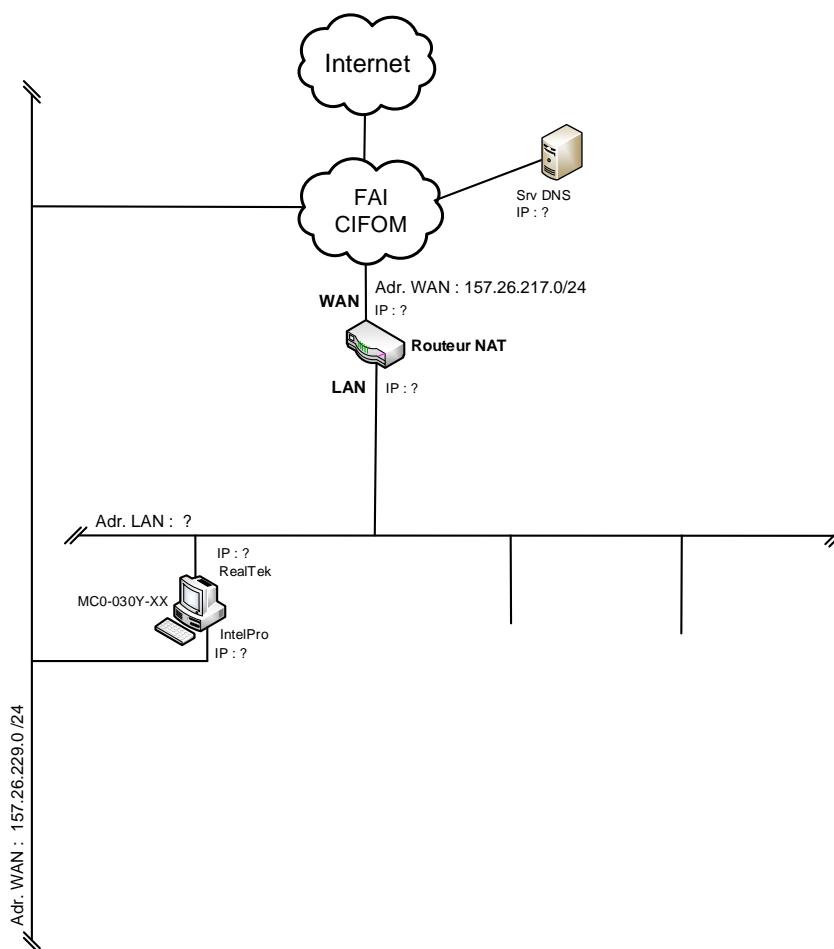 Internet
FAI
CIFOM
Srv DNS
IP : ?
Adr. WAN : 157.26.217.0/24
WAN
IP : ?
Routeur NAT
LAN
IP : ?
Adr. LAN : ?
IP : ?
RealTek
MC0-030Y-XX
IntelPro
IP : ?
Adr. WAN : 157.26.229.0 /24